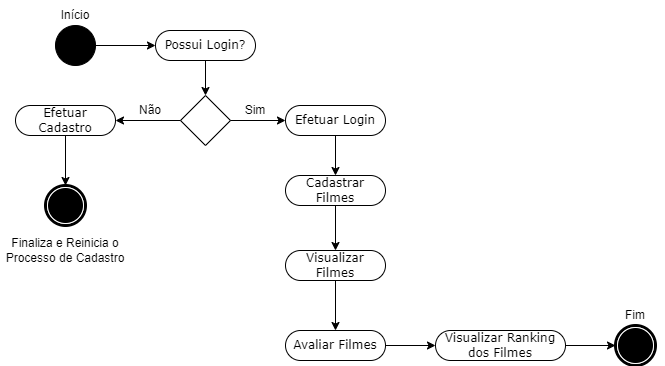 Início
Possui Login?
Não
Sim
Efetuar
Cadastro
Efetuar Login
Cadastrar
Filmes
Finaliza e Reinicia o
Processo de Cadastro
Visualizar
Filmes
Avaliar Filmes
Visualizar Ranking
dos Filmes
Fim